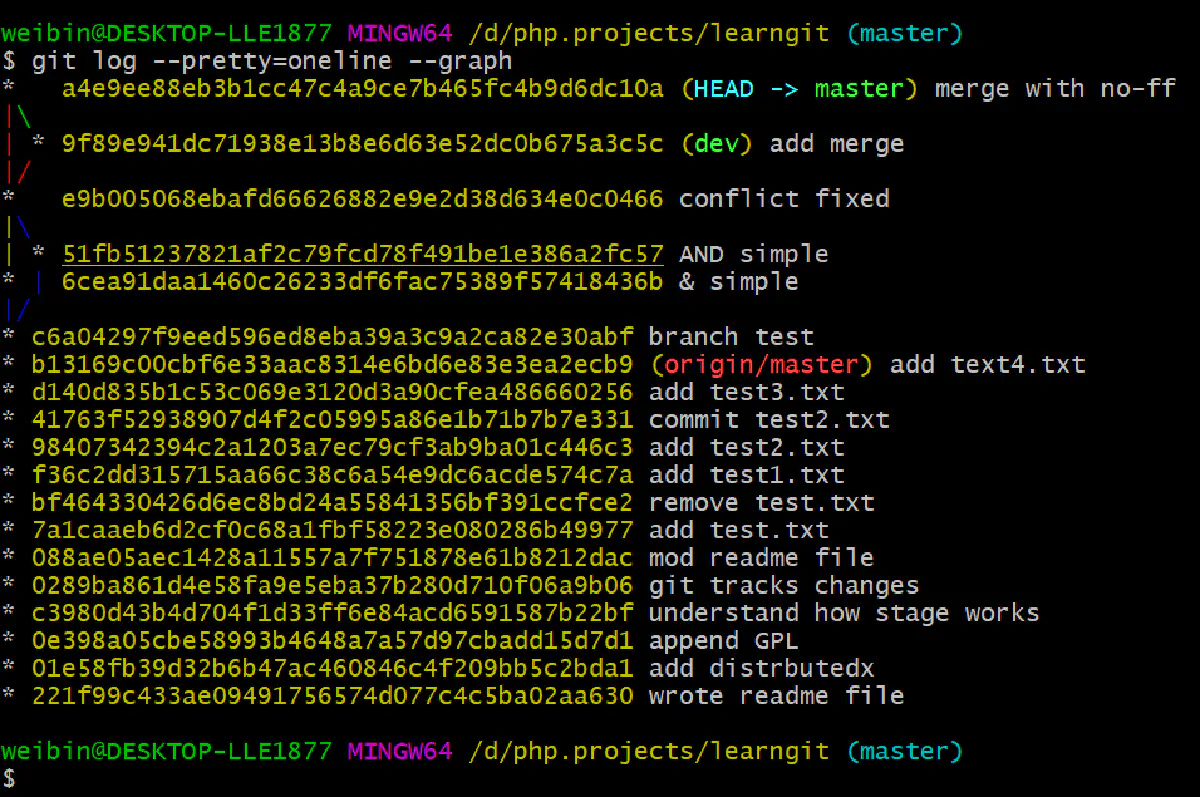 weibin@DESKTOP-LLE1877 MINGW64 /d/php.projects/learngit (master)
$ git log --pretty=oneline --graph
*   a4e9ee88eb3b1cc47c4a9ce7b465fc4b9d6dc10a (HEAD -> master) merge with no-ff
|\
| * 9f89e941dc71938e13b8e6d63e52dc0b675a3c5c (dev) add merge
|/
*   e9b005068ebafd66626882e9e2d38d634e0c0466 conflict fixed
|\
| * 51fb51237821af2c79fcd78f491be1e386a2fc57 AND simple
* | 6cea91daa1460c26233df6fac75389f57418436b & simple
|/
* c6a04297f9eed596ed8eba39a3c9a2ca82e30abf branch test
* b13169c00cbf6e33aac8314e6bd6e83e3ea2ecb9 (origin/master) add text4.txt
* d140d835b1c53c069e3120d3a90cfea486660256 add test3.txt
* 41763f52938907d4f2c05995a86e1b71b7b7e331 commit test2.txt
* 98407342394c2a1203a7ec79cf3ab9ba01c446c3 add test2.txt
* f36c2dd315715aa66c38c6a54e9dc6acde574c7a add test1.txt
* bf464330426d6ec8bd24a55841356bf391ccfce2 remove test.txt
* 7a1caaeb6d2cf0c68a1fbf58223e080286b49977 add test.txt
* 088ae05aec1428a11557a7f751878e61b8212dac mod readme file
* 0289ba861d4e58fa9e5eba37b280d710f06a9b06 git tracks changes
* c3980d43b4d704f1d33ff6e84acd6591587b22bf understand how stage works
* 0e398a05cbe58993b4648a7a57d97cbadd15d7d1 append GPL
* 01e58fb39d32b6b47ac460846c4f209bb5c2bda1 add distrbutedx
* 221f99c433ae09491756574d077c4c5ba02aa630 wrote readme file
weibin@DESKTOP-LLE1877 MINGW64 /d/php.projects/learngit (master)
$